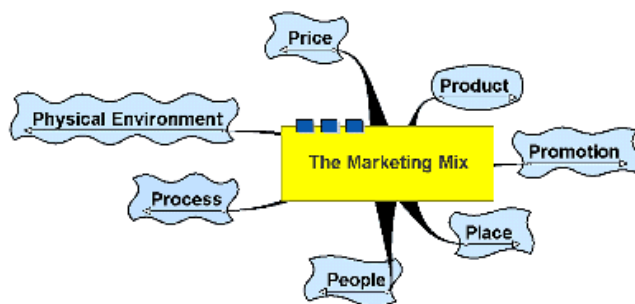 Price
Product
Physical Environment
The Marketing Mix
Promotion
Process
Place
People